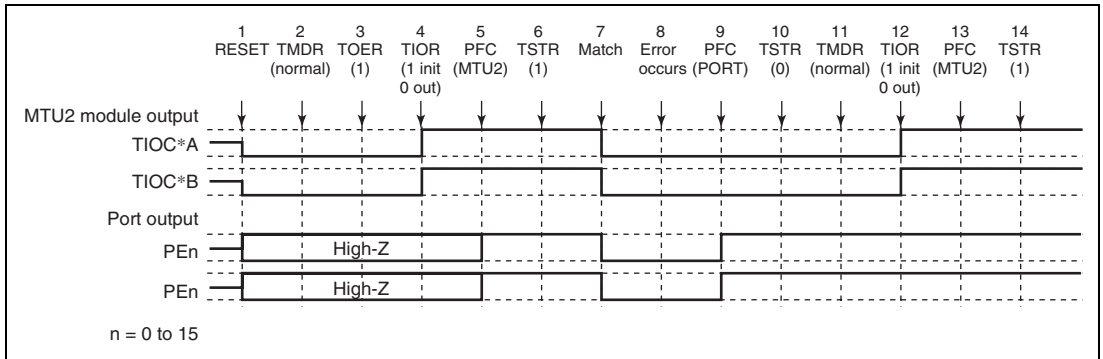 1 2 3 4 5 6 7 8 9 10 11 12 13 14
RESET TMDR TOER TIOR PFC TSTR Match Error PFC TSTR TMDR TIOR PFC TSTR
(normal) (1) (1 init (MTU2) (1) occurs (PORT) (0) (normal) (1 init (MTU2) (1)
0 out) 0 out)
MTU2 module output
TIOC*A
TIOC*B
Port output
PEn High-Z
PEn High-Z
n = 0 to 15